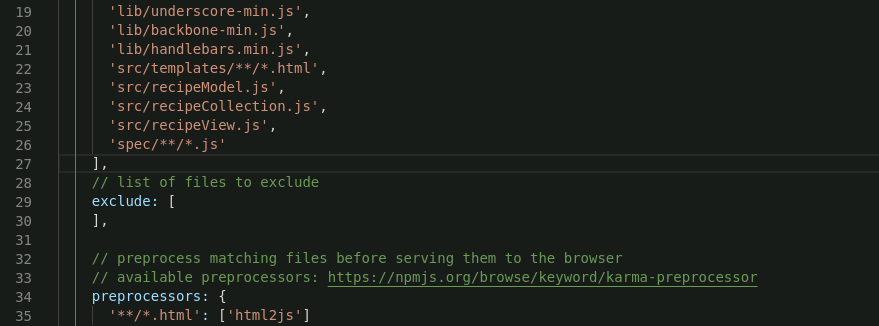 19 'lib/underscore-min.js',
20 'lib/backbone-min.js',
21 'lib/handlebars.min.js',
22 'src/templates/**/*.html',
23 'src/recipeModel.js',
24 'src/recipeCollection.js',
25 'src/recipeView.js',
26 'spec/**/*.js'
27 ],
28 // list of files to exclude
29 exclude: [
30 ],
31
32 // preprocess matching files before serving them to the browser
33 // available preprocessors: https://npmjs.org/browse/keyword/karma-preprocessor
34 preprocessors: {
35 '**/*.html': ['html2js']